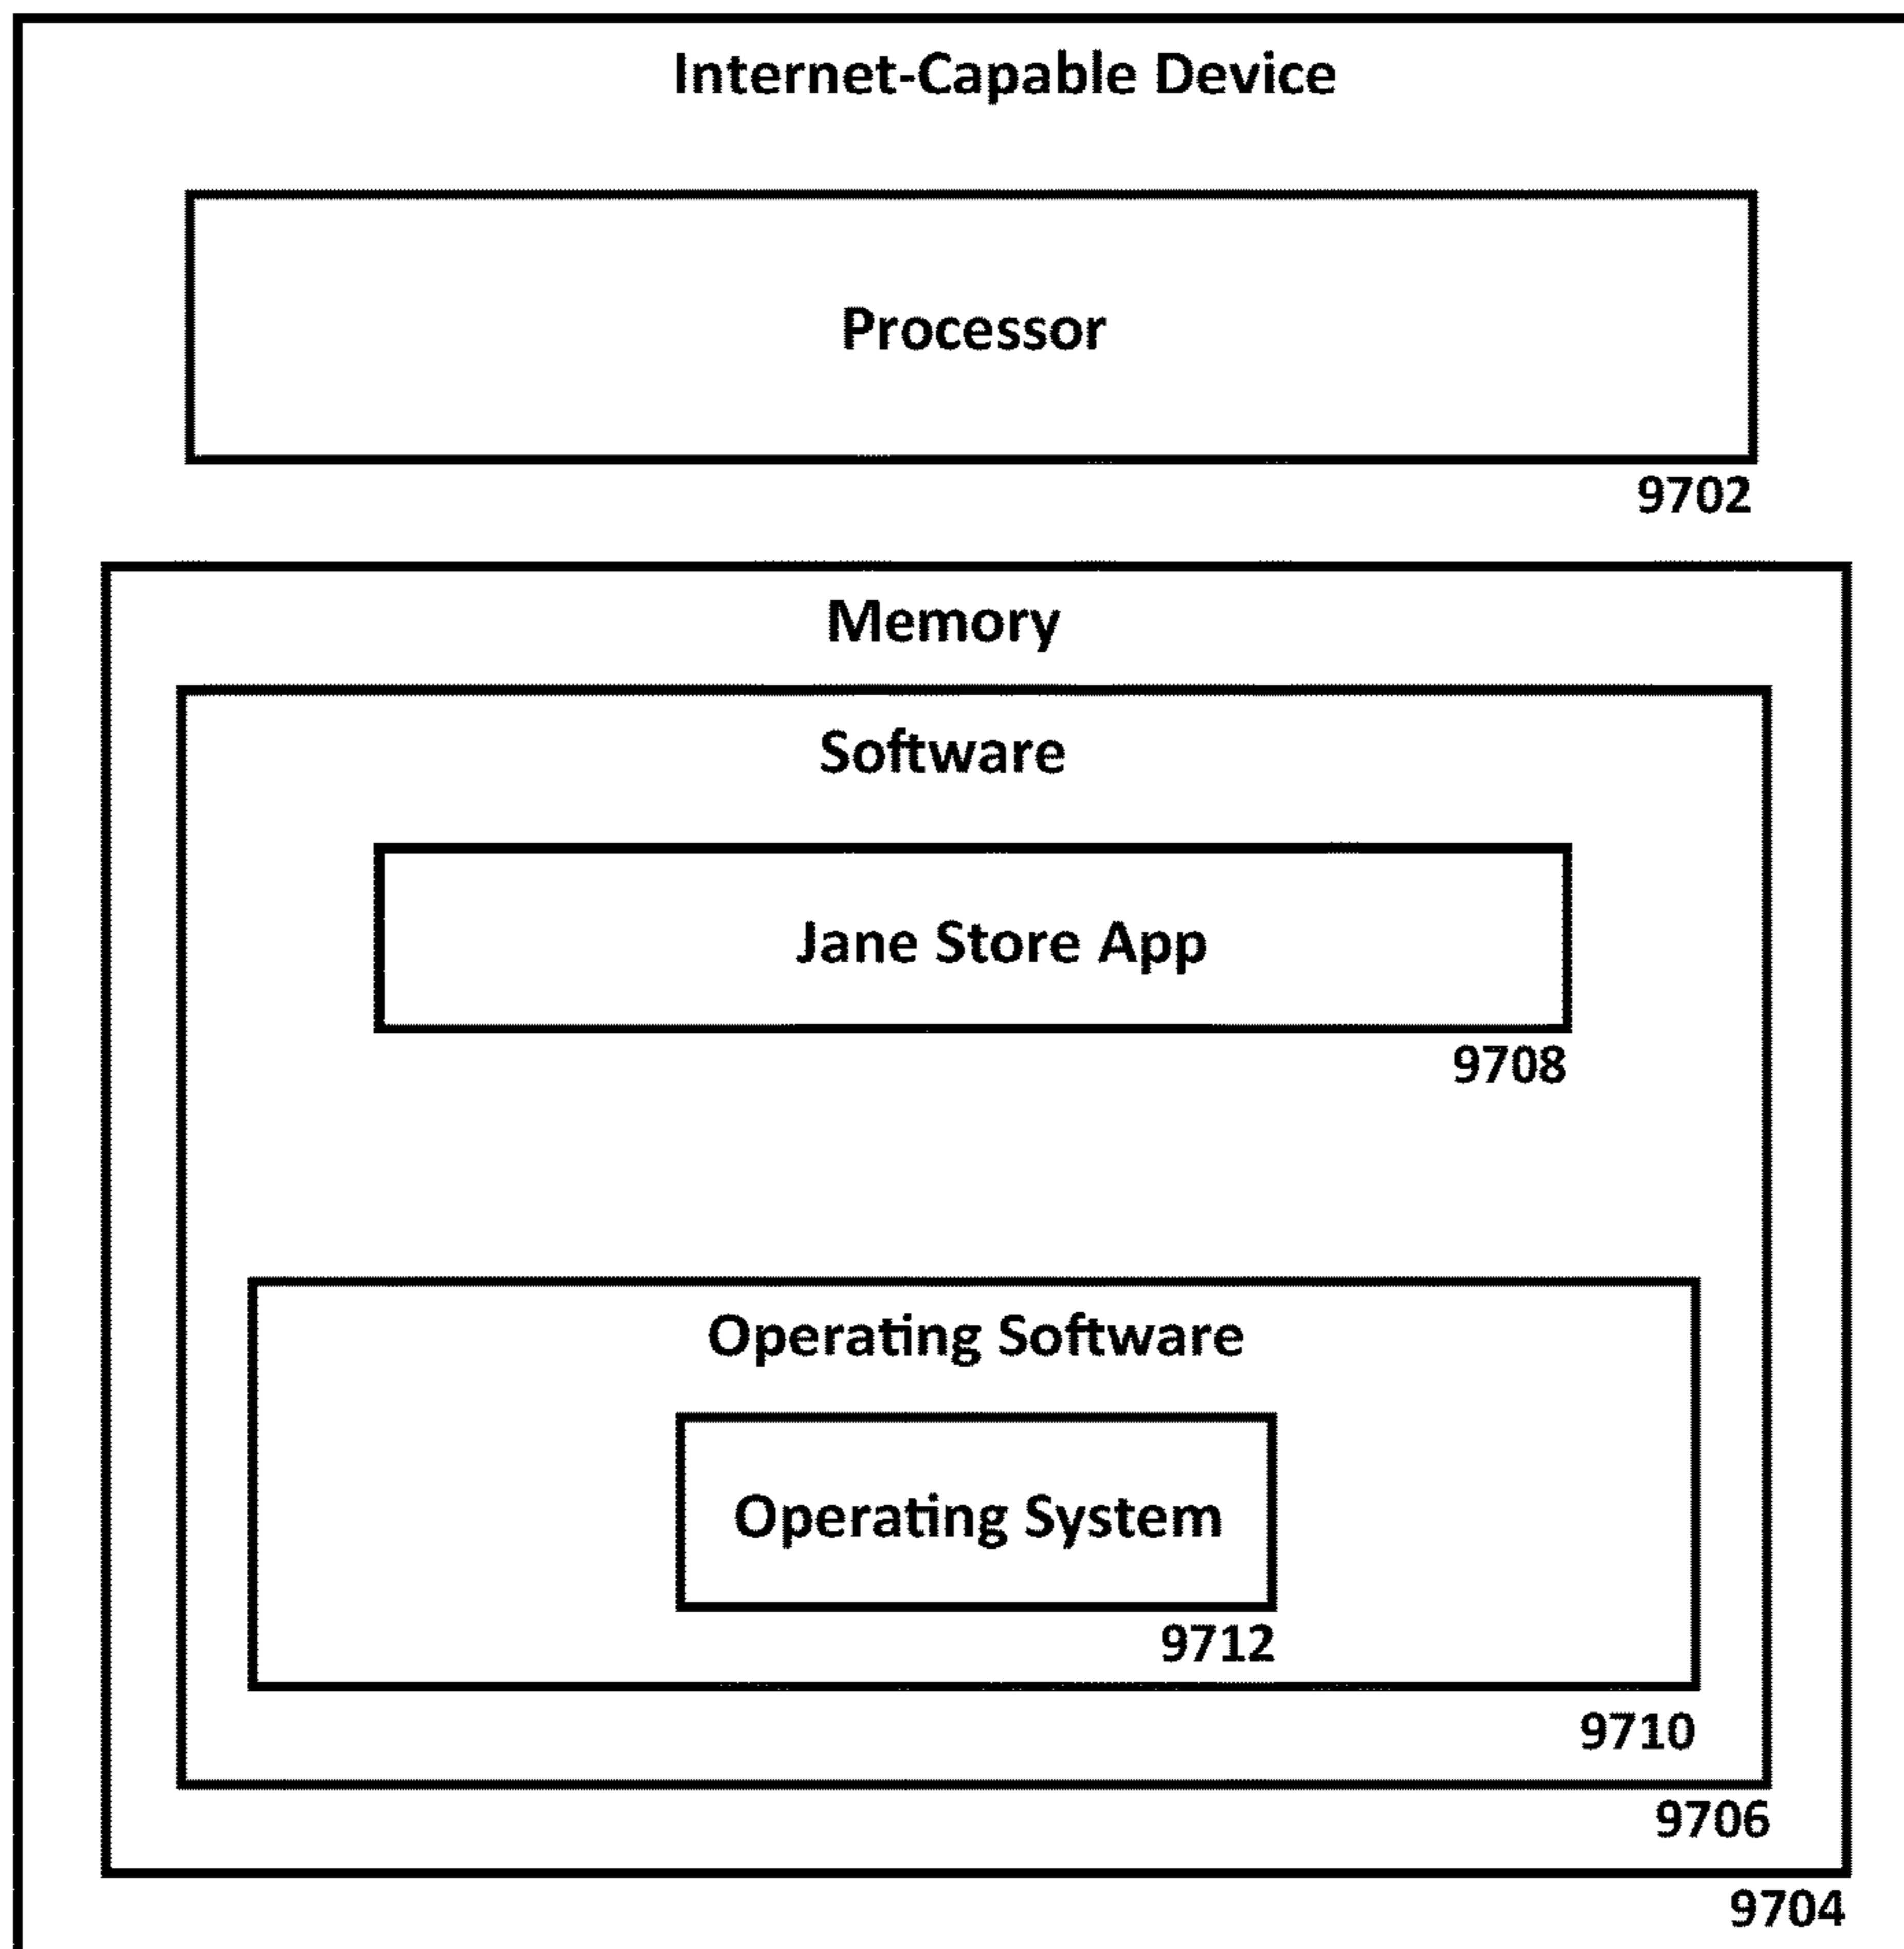 Internet-Capable Device
Processor
9702
Memory
Software
Jane Store App
9708
Operating Software
Operating System
9712
9710
9706
9704